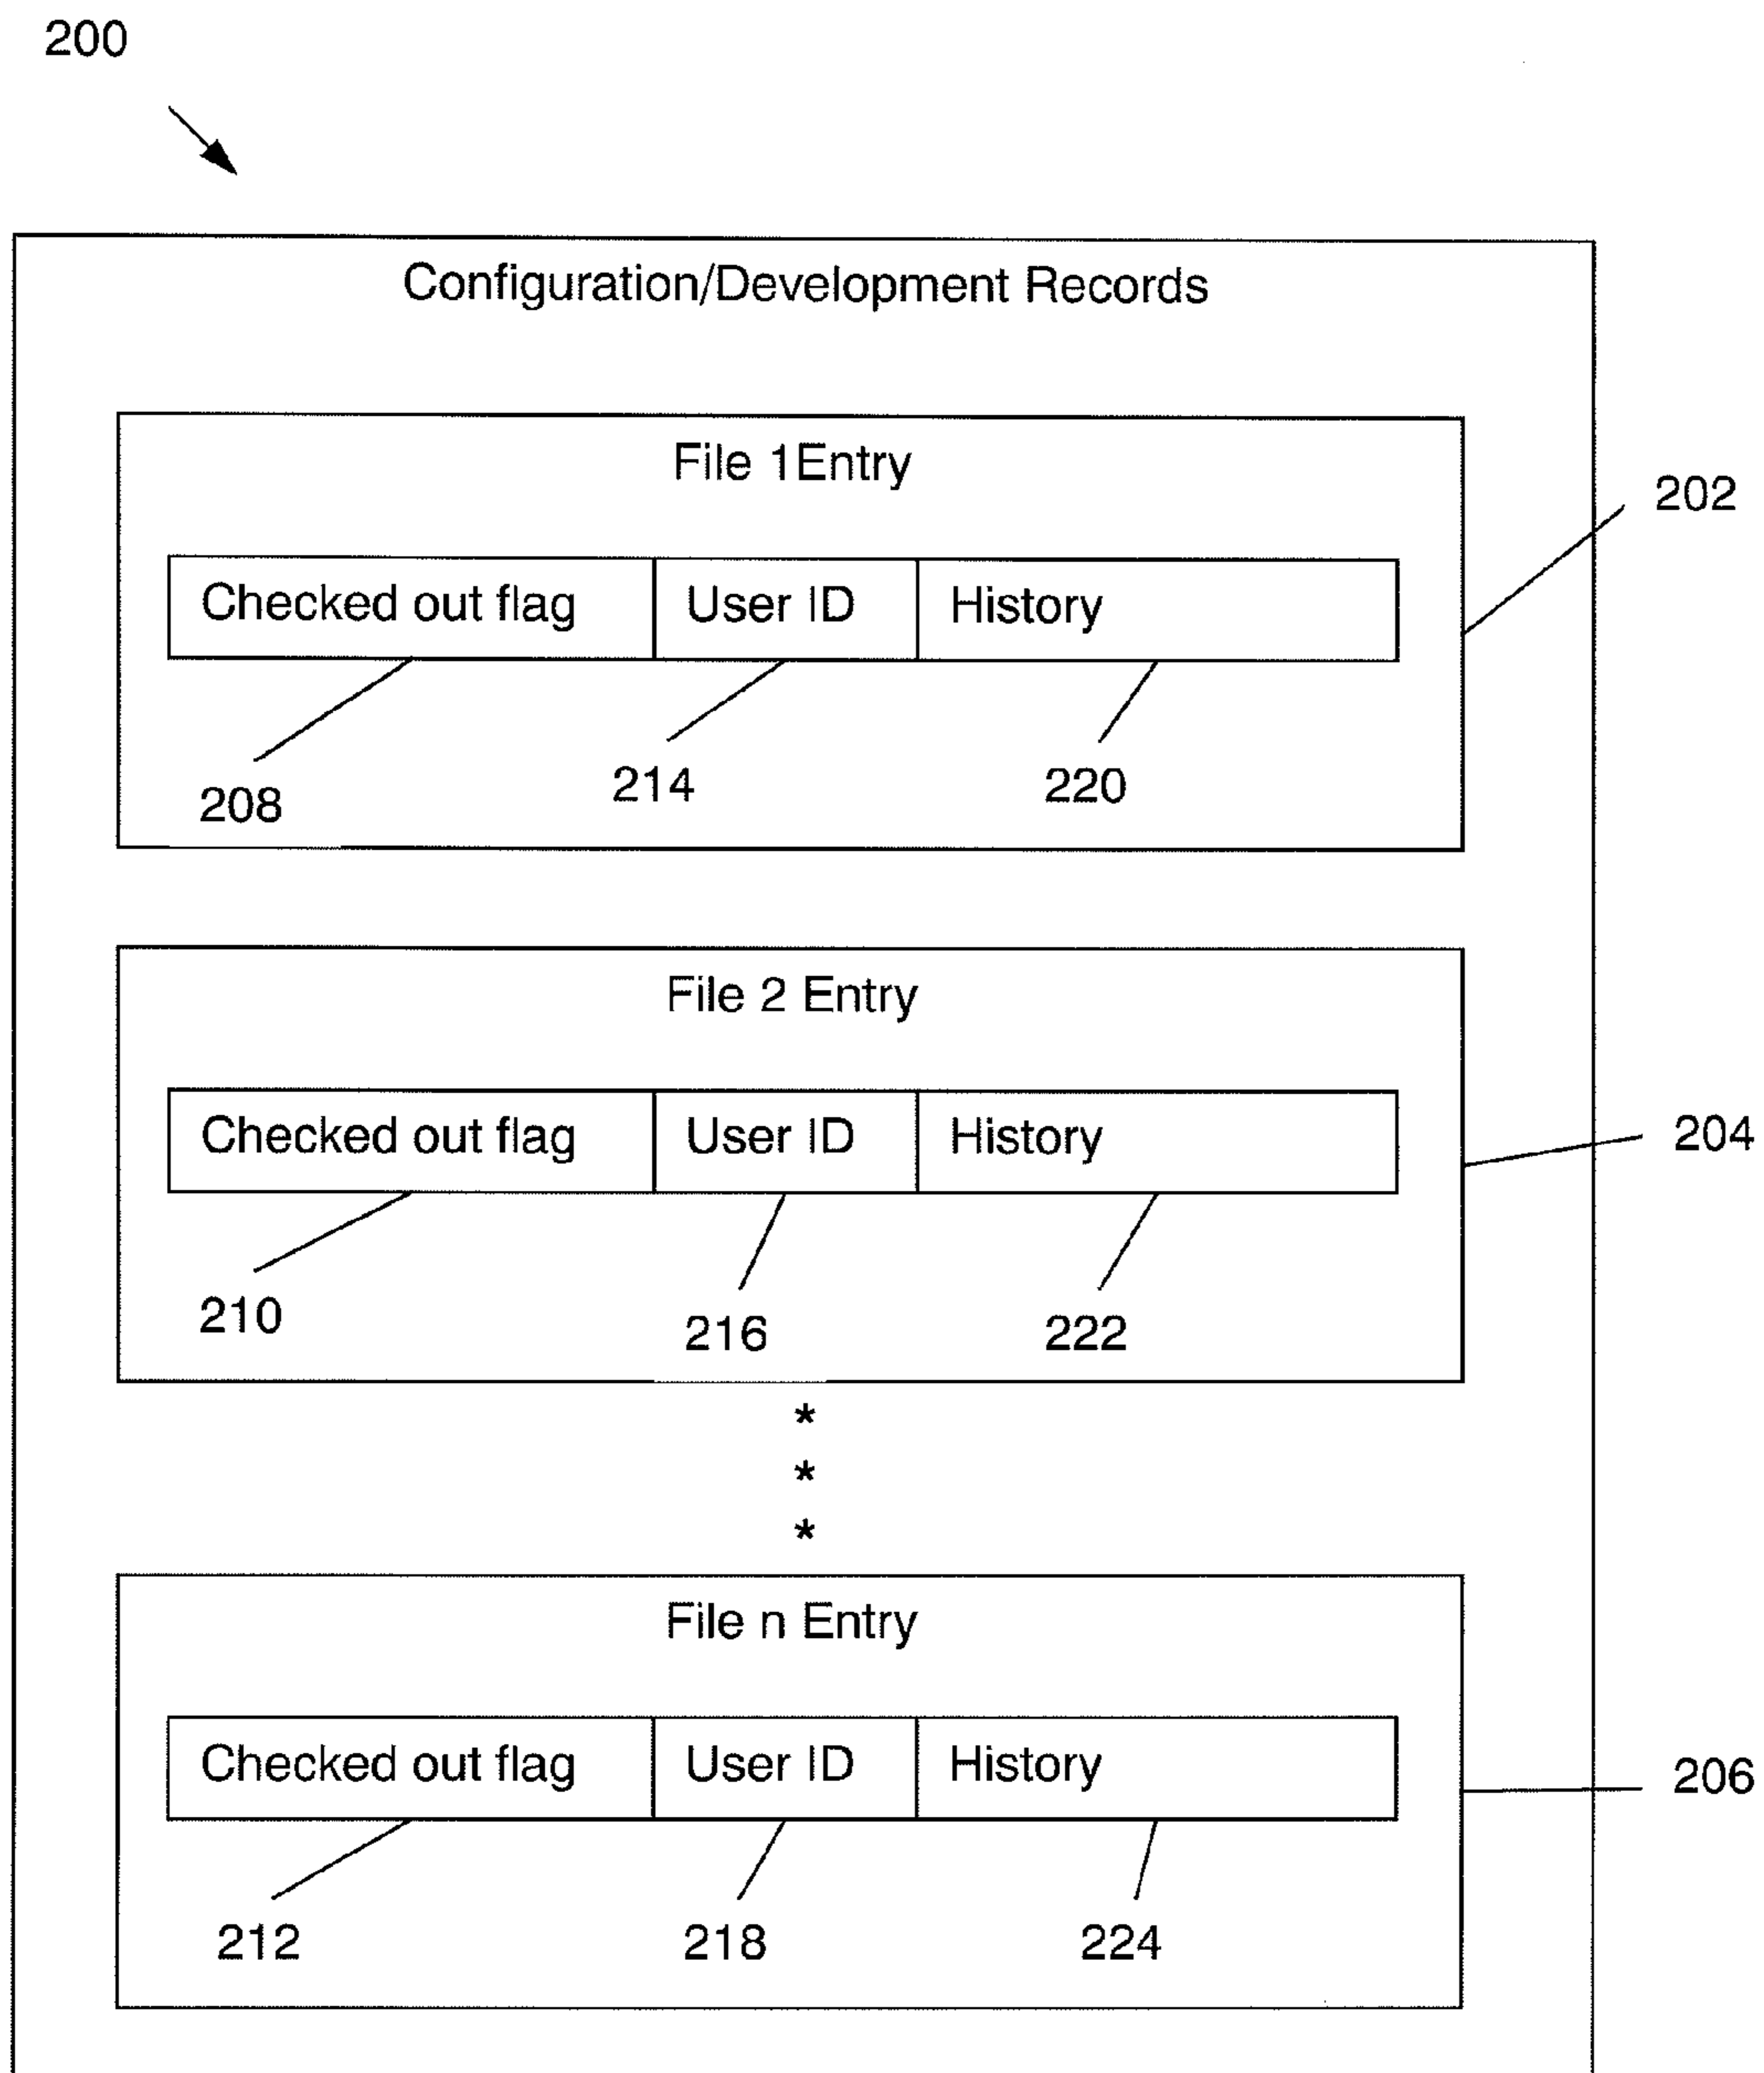 200
Configuration/Development Records
File 1Entry
202
Checked out flag User ID History
208 214 220
File 2 Entry
Checked out flag User ID History
204
210 216 222
*
*
*
File n Entry
Checked out flag User ID History
206
212 218 224